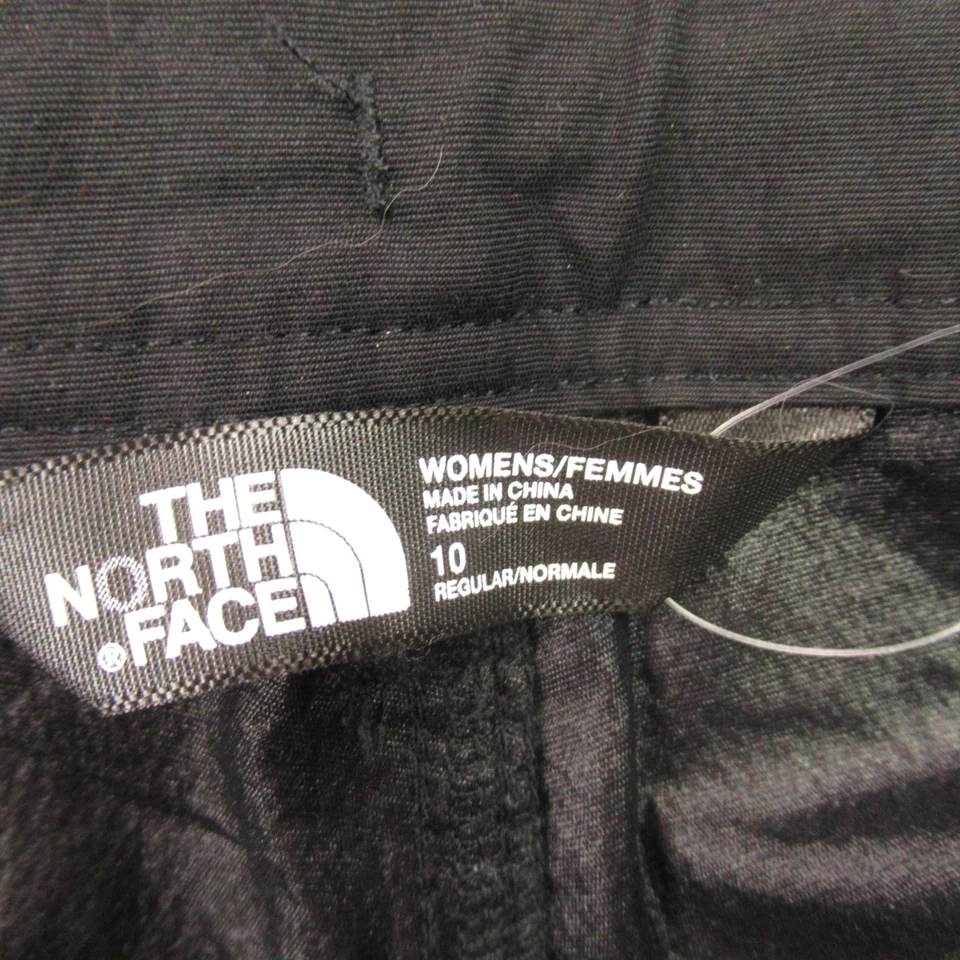 THE
NORTH
®FACE
WOMENS/FEMMES
MADE IN CHINA
FABRIQUÉ EN CHINE
10
REGULAR/NORMALE